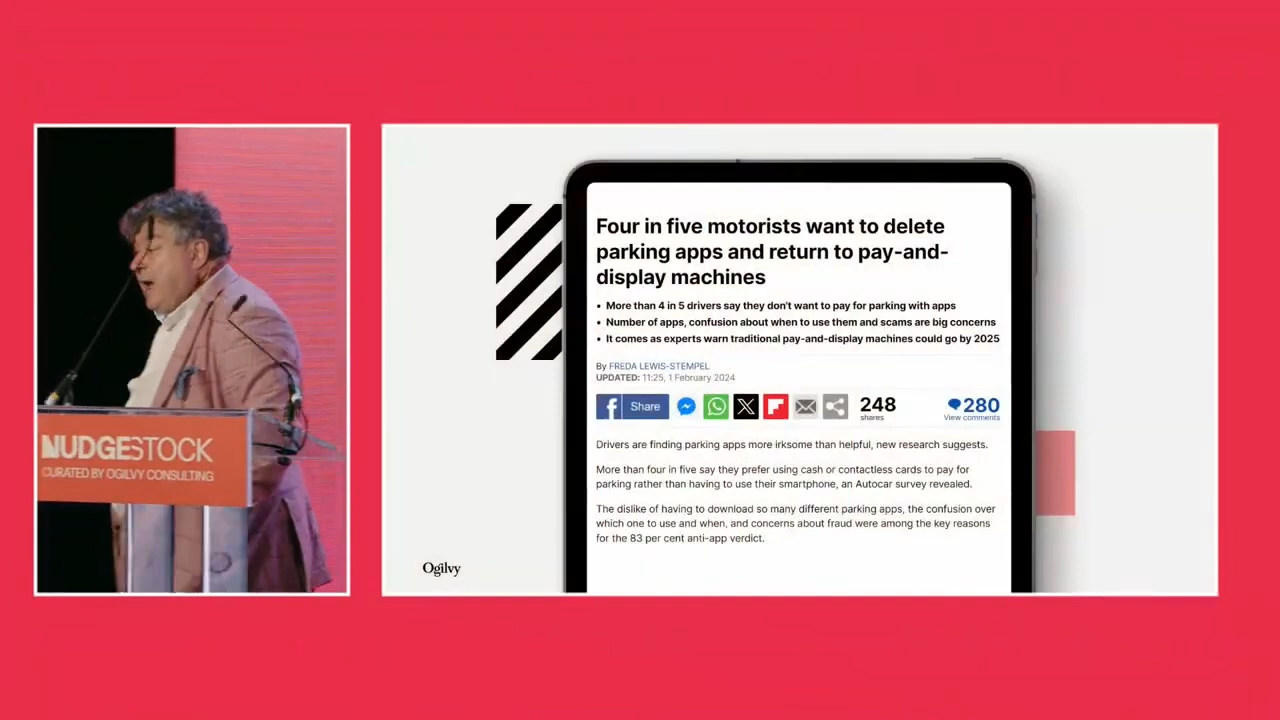 NUDGESTOCK
CURATED BY OGILVY CONSULTING
Four in five motorists want to delete
parking apps and return to pay-and-
display machines
• More than 4 in 5 drivers say they don't want to pay for parking with apps
• Number of apps, confusion about when to use them and scams are big concerns
• It comes as experts warn traditional pay-and-display machines could go by 2025
By FREDA LEWIS-STEMPEL
UPDATED: 11:25, 1 February 2024
f Share
248
shares
280
View comments
Drivers are finding parking apps more irksome than helpful, new research suggests.
More than four in five say they prefer using cash or contactless cards to pay for
parking rather than having to use their smartphone, an Autocar survey revealed.
The dislike of having to download so many different parking apps, the confusion over
which one to use and when, and concerns about fraud were among the key reasons
for the 83 per cent anti-app verdict.
Ogilvy